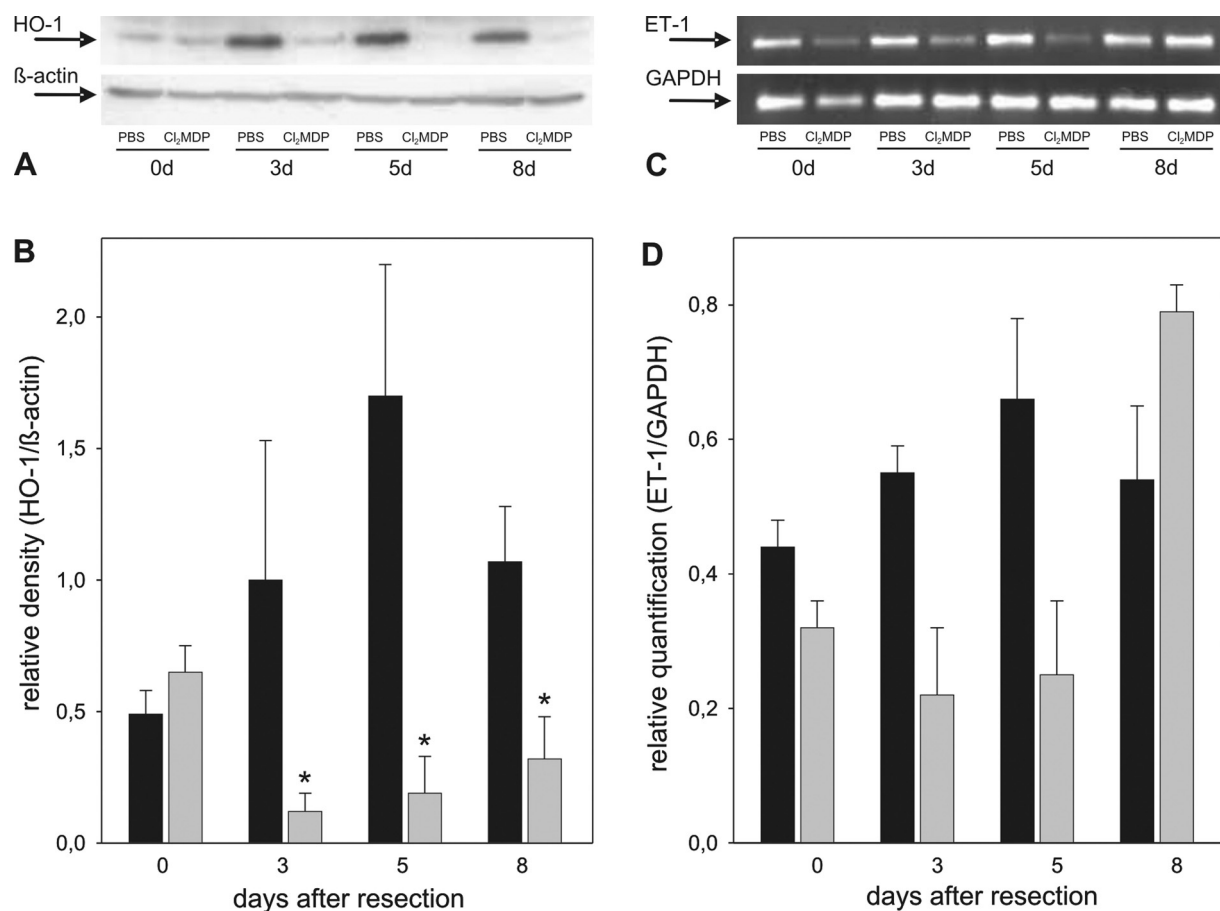 HO-1
ß-actin
PBS Cl₂MDP PBS Cl₂MDP PBS Cl₂MDP PBS Cl₂MDP
0d 3d 5d 8d
A
ET-1
GAPDH
PBS Cl₂MDP PBS Cl₂MDP PBS Cl₂MDP PBS Cl₂MDP
0d 3d 5d 8d
C
B
relative density (HO-1/ß-actin)
2,0
1,5
1,0
0,5
0,0
*
*
*
0 3 5 8
days after resection
D
relative quantification (ET-1/GAPDH)
0,8
0,6
0,4
0,2
0,0
0 3 5 8
days after resection